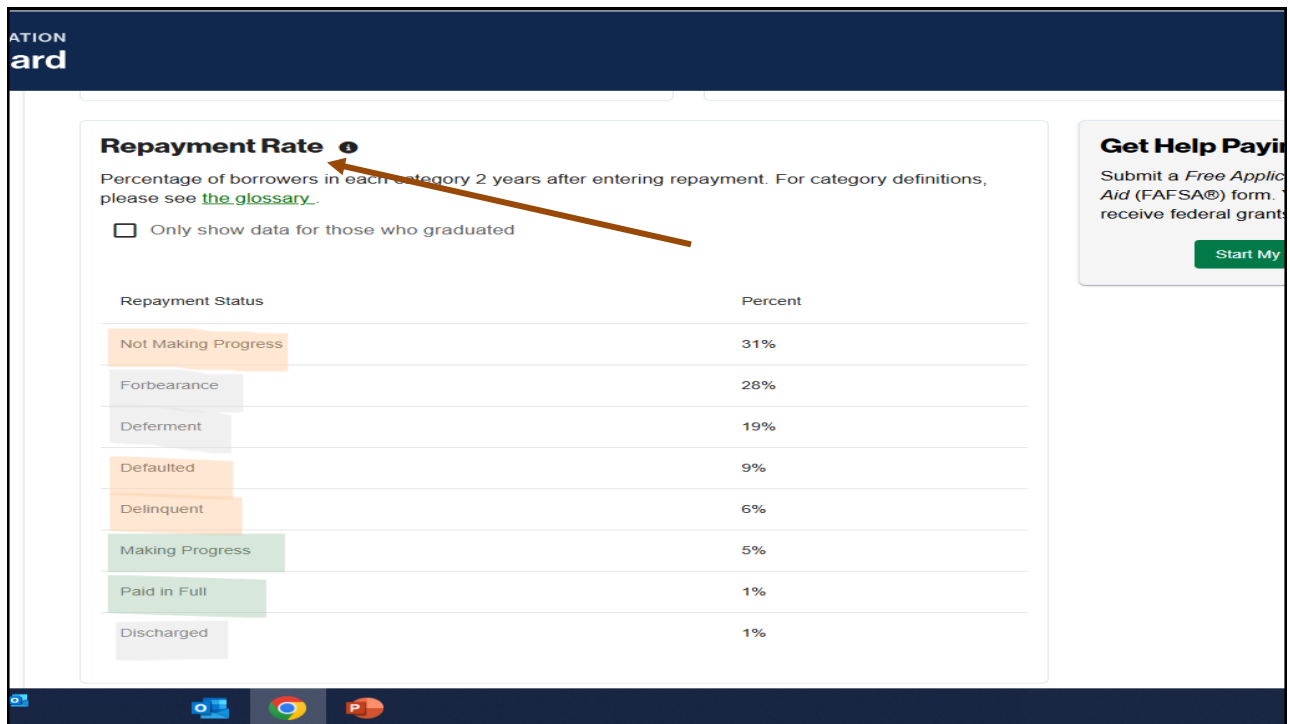 ATION
ard
Repayment Rate
Percentage of borrowers in each category 2 years after entering repayment. For category definitions,
please see the glossary .
Only show data for those who graduated
Repayment Status Percent
Not Making Progress 31%
Forbearance 28%
Deferment 19%
Defaulted 9%
Delinquent 6%
Making Progress 5%
Paid in Full 1%
Discharged 1%
Get Help Payin
Submit a Free Applic
Aid (FAFSA®) form. Y
receive federal grants
Start My